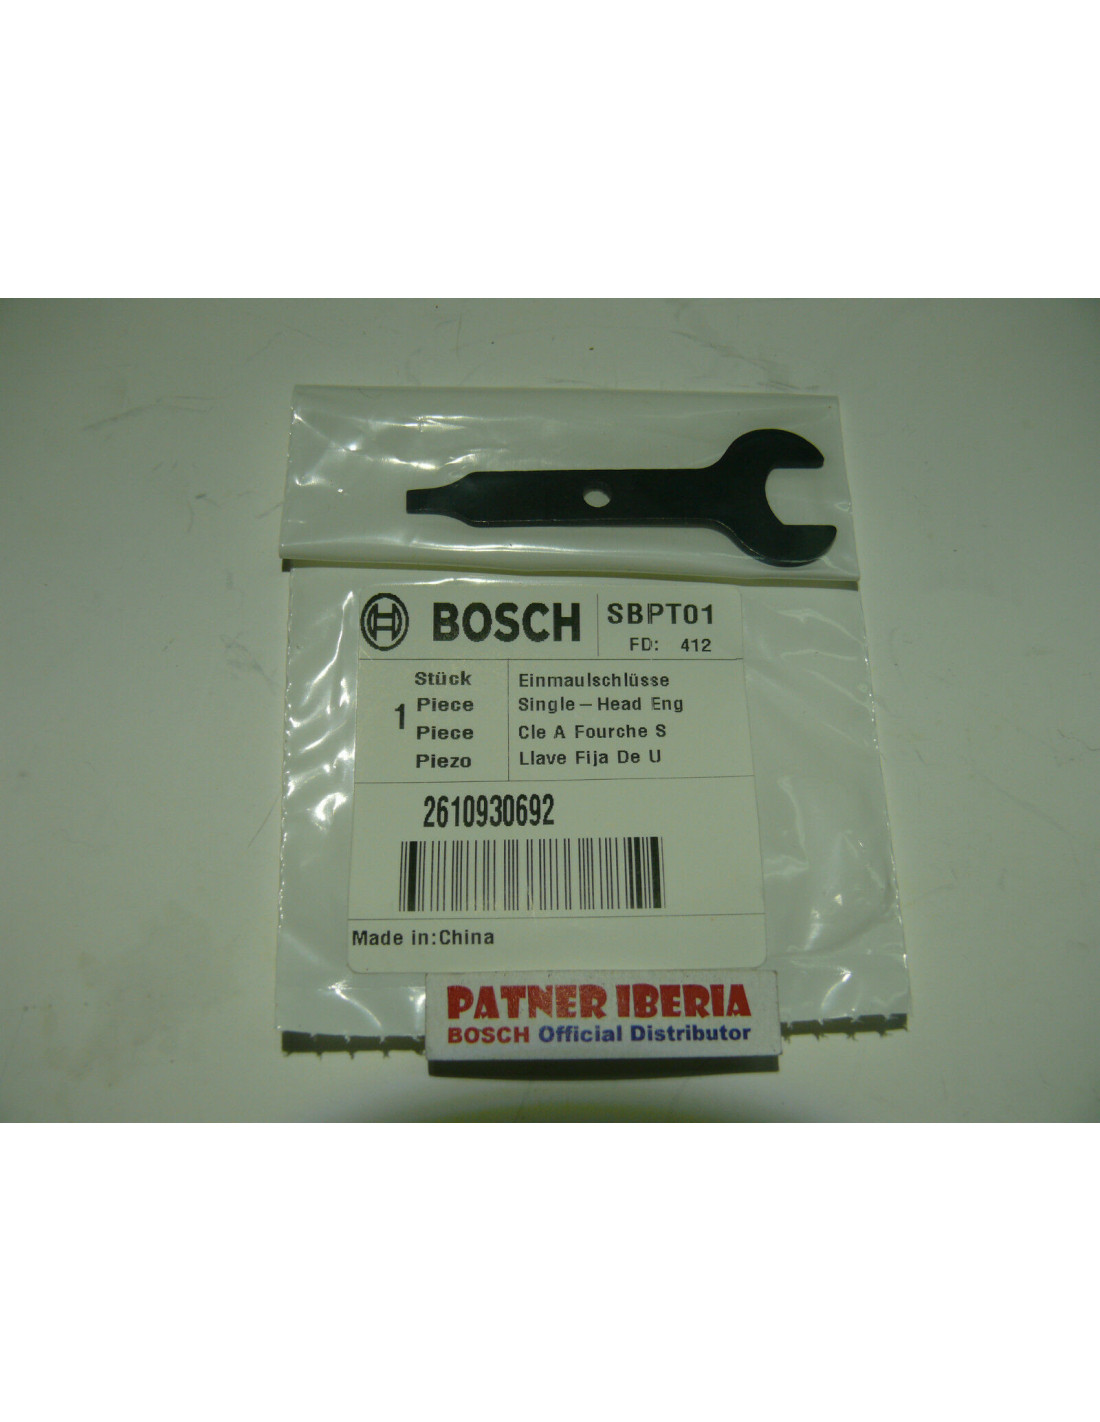 BOSCH
SBPT01
FD: 412
1
Stück
Piece
Piece
Piezo
Einmaulschlüsse
Single-Head Eng
Cle A Fourche S
Llave Fija De U
2610930692
Made in:China
PATNER IBERIA
BOSCH Official Distributor